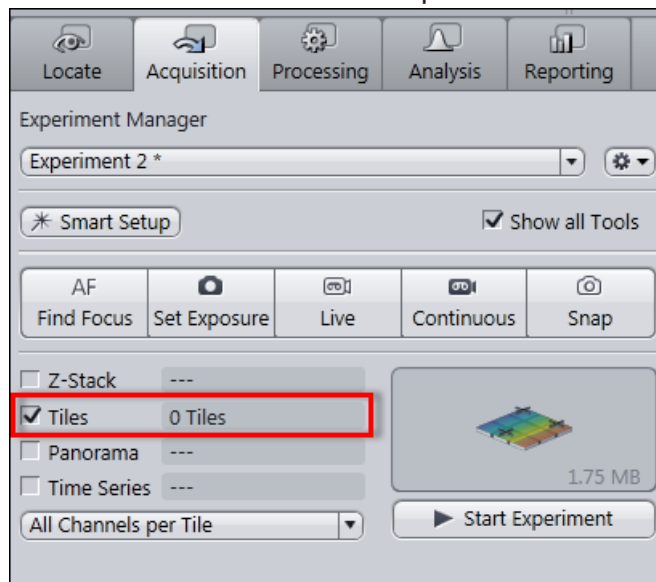 Locate Acquisition Processing Analysis Reporting
Experiment Manager
Experiment 2 *
Smart Setup Show all Tools
AF
Find Focus Set Exposure Live Continuous Snap
Z-Stack ---
Tiles 0 Tiles
Panorama ---
1.75 MB
Time Series ---
All Channels per Tile Start Experiment